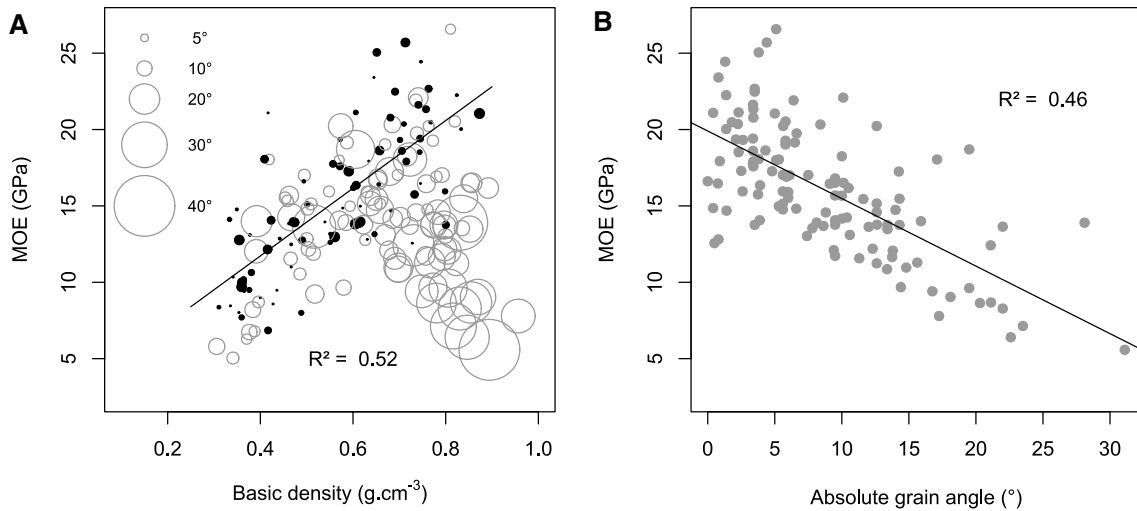 A
5°
10°
20°
30°
40°
R² = 0.52
MOE (GPa)
5
10
15
20
25
0.2 0.4 0.6 0.8 1.0
Basic density (g.cm⁻³)
B
R² = 0.46
MOE (GPa)
5
10
15
20
25
0 5 10 15 20 25 30
Absolute grain angle (°)